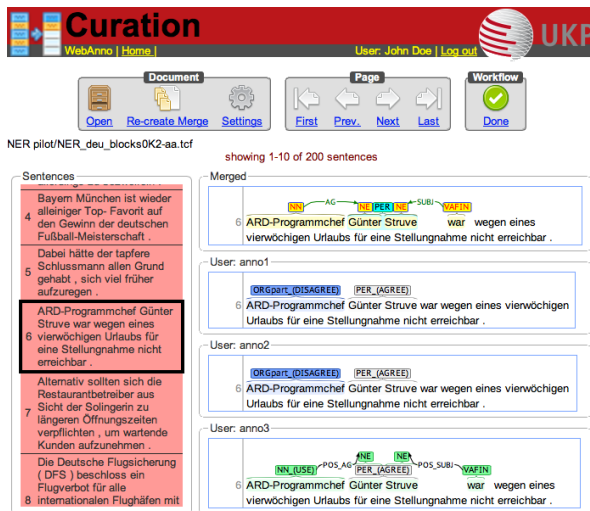 Curation
WebAnno | Home |
User: John Doe | Log out
UKP
Document
Page
Workflow
Open Re-create Merge Settings
First Prev. Next Last
Done
NER pilot/NER_deu_blocks0K2-aa.tcf
showing 1-10 of 200 sentences
Sentences
4 Bayern München ist wieder
alleiniger Top- Favorit auf
den Gewinn der deutschen
Fußball-Meisterschaft .
5 Dabei hätte der tapfere
Schlussmann allen Grund
gehabt , sich viel früher
aufzuregen .
6 ARD-Programmchef Günter
Struve war wegen eines
vierwöchigen Urlaubs für
eine Stellungnahme nicht
erreichbar .
7 Alternativ sollten sich die
Restaurantbetreiber aus
Sicht der Solingerin zu
längeren Öffnungszeiten
verpflichten , um wartende
Kunden aufzunehmen .
8 Die Deutsche Flugsicherung
( DFS ) beschloss ein
Flugverbot für alle
internationalen Flughäfen mit
Merged
NN AG NE PER NE SUBJ VAFIN
6 ARD-Programmchef Günter Struve war wegen eines
vierwöchigen Urlaubs für eine Stellungnahme nicht erreichbar .
User: anno1
ORGpart_(DISAGREE) PER_(AGREE)
6 ARD-Programmchef Günter Struve war wegen eines vierwöchigen
Urlaubs für eine Stellungnahme nicht erreichbar .
User: anno2
ORGpart_(DISAGREE) PER_(AGREE)
6 ARD-Programmchef Günter Struve war wegen eines vierwöchigen
Urlaubs für eine Stellungnahme nicht erreichbar .
User: anno3
NE NE
NN_(USE) POS_AG PER_(AGREE) POS_SUBJ VAFIN
6 ARD-Programmchef Günter Struve war wegen eines
vierwöchigen Urlaubs für eine Stellungnahme nicht erreichbar .